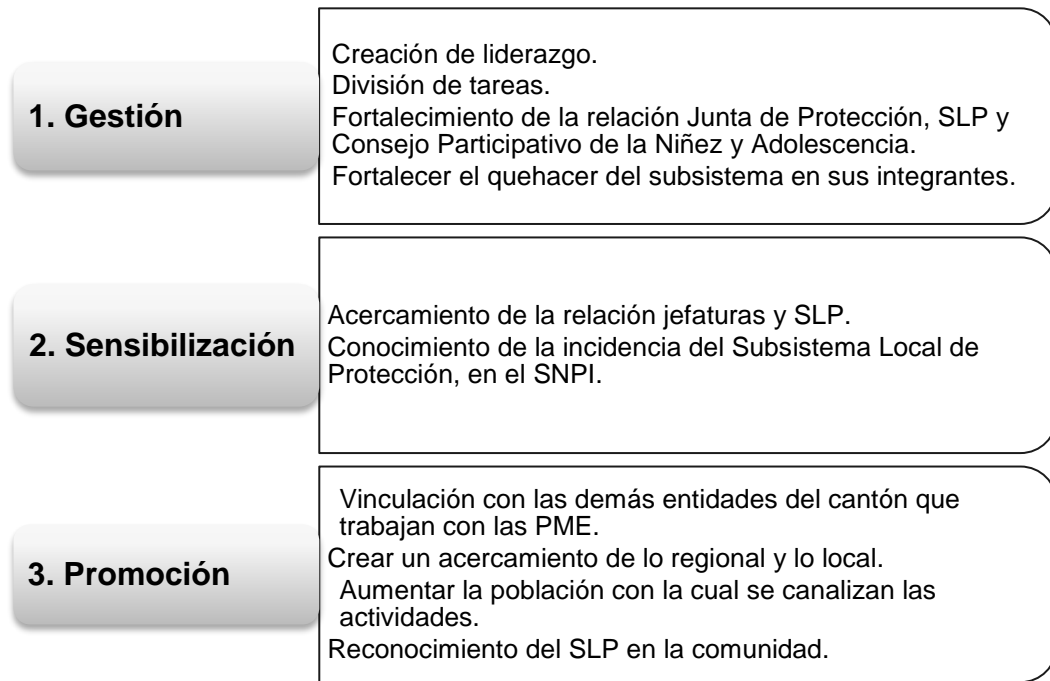 1. Gestión
Creación de liderazgo.
División de tareas.
Fortalecimiento de la relación Junta de Protección, SLP y
Consejo Participativo de la Niñez y Adolescencia.
Fortalecer el quehacer del subsistema en sus integrantes.
2. Sensibilización
Acercamiento de la relación jefaturas y SLP.
Conocimiento de la incidencia del Subsistema Local de
Protección, en el SNPI.
3. Promoción
Vinculación con las demás entidades del cantón que
trabajan con las PME.
Crear un acercamiento de lo regional y lo local.
Aumentar la población con la cual se canalizan las
actividades.
Reconocimiento del SLP en la comunidad.